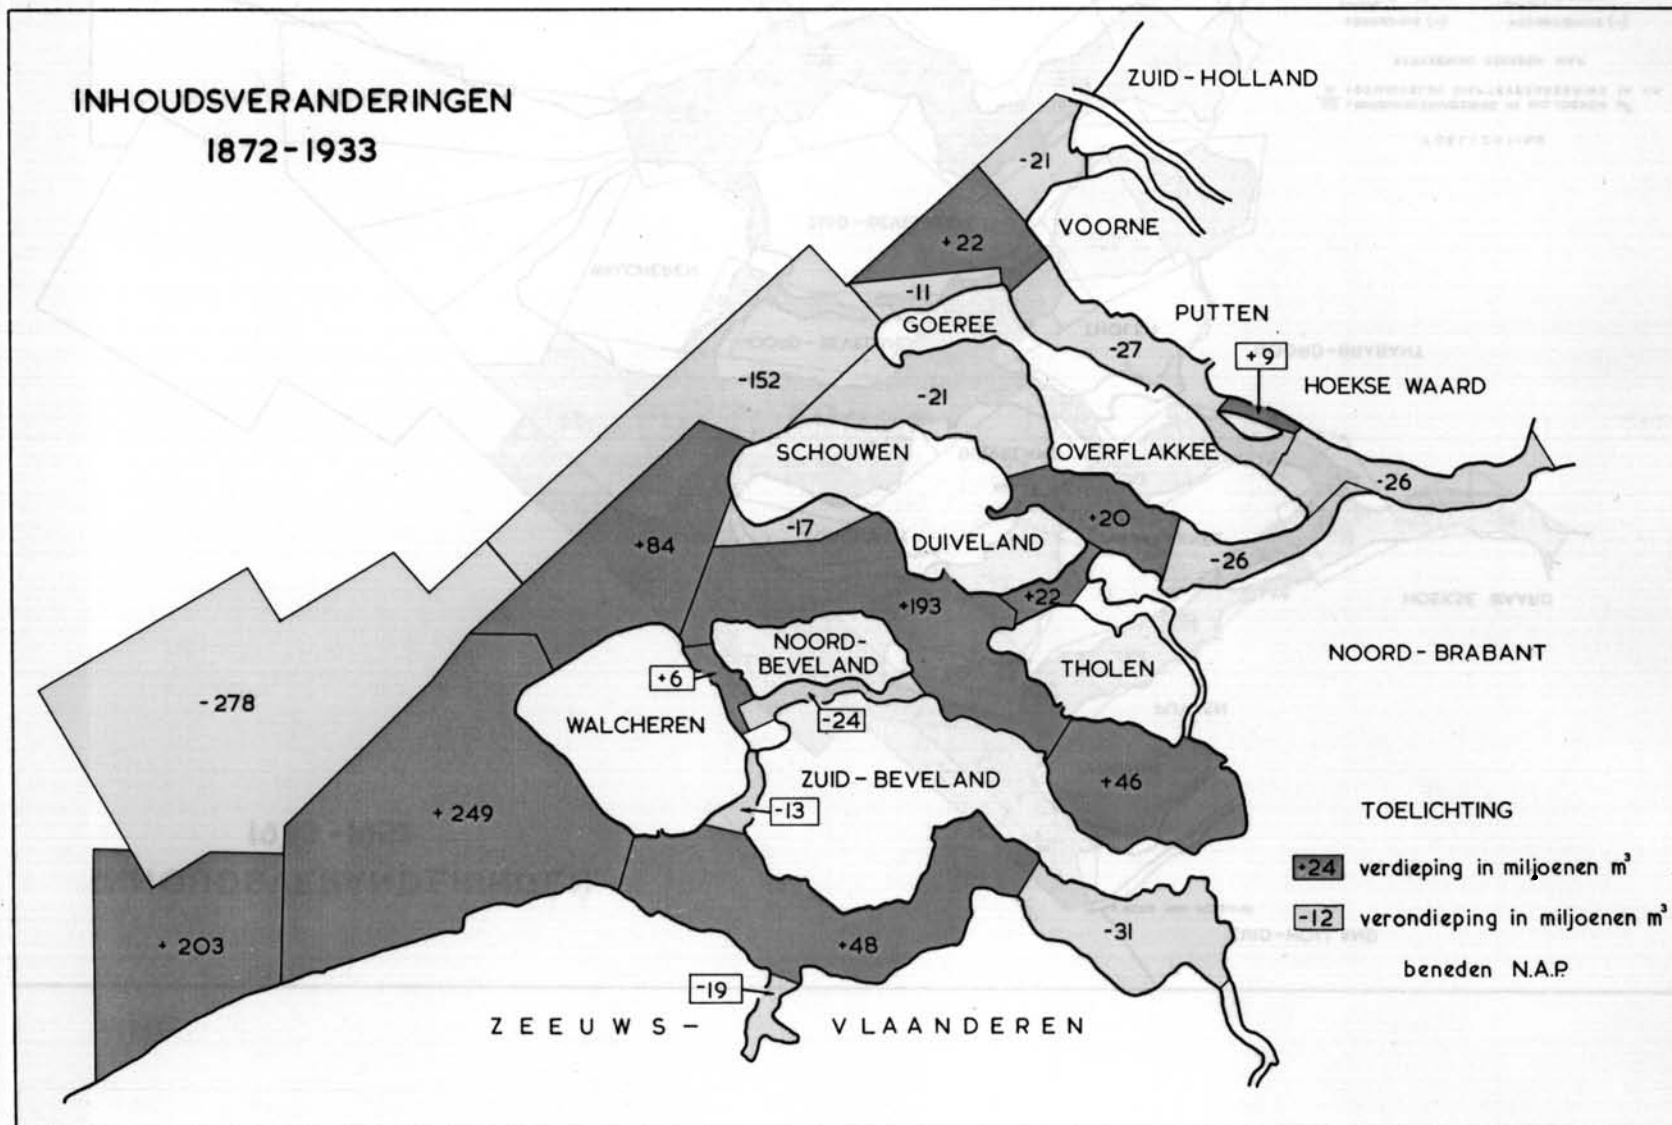 INHOUDSVERANDERINGEN
1872-1933
ZUID-HOLLAND
-21
VOORNE
+22
-11
GOEREE
PUTTEN
-27
+9
HOEKSE WAARD
-152
-21
SCHOUWEN
OVERFLAKKEE
-26
-17
+20
+84
DUIVELAND
-26
+193
+22
NOORD-
BEVELAND
THOLEN
NOORD-BRABANT
+6
-278
-24
WALCHEREN
ZUID-BEVELAND
+46
+249
-13
TOELICHTING
+24 verdieping in miljoenen m³
-12 verondieping in miljoenen m³
beneden N.A.P.
+203
+48
-31
-19
ZEEUWS- VLAANDEREN